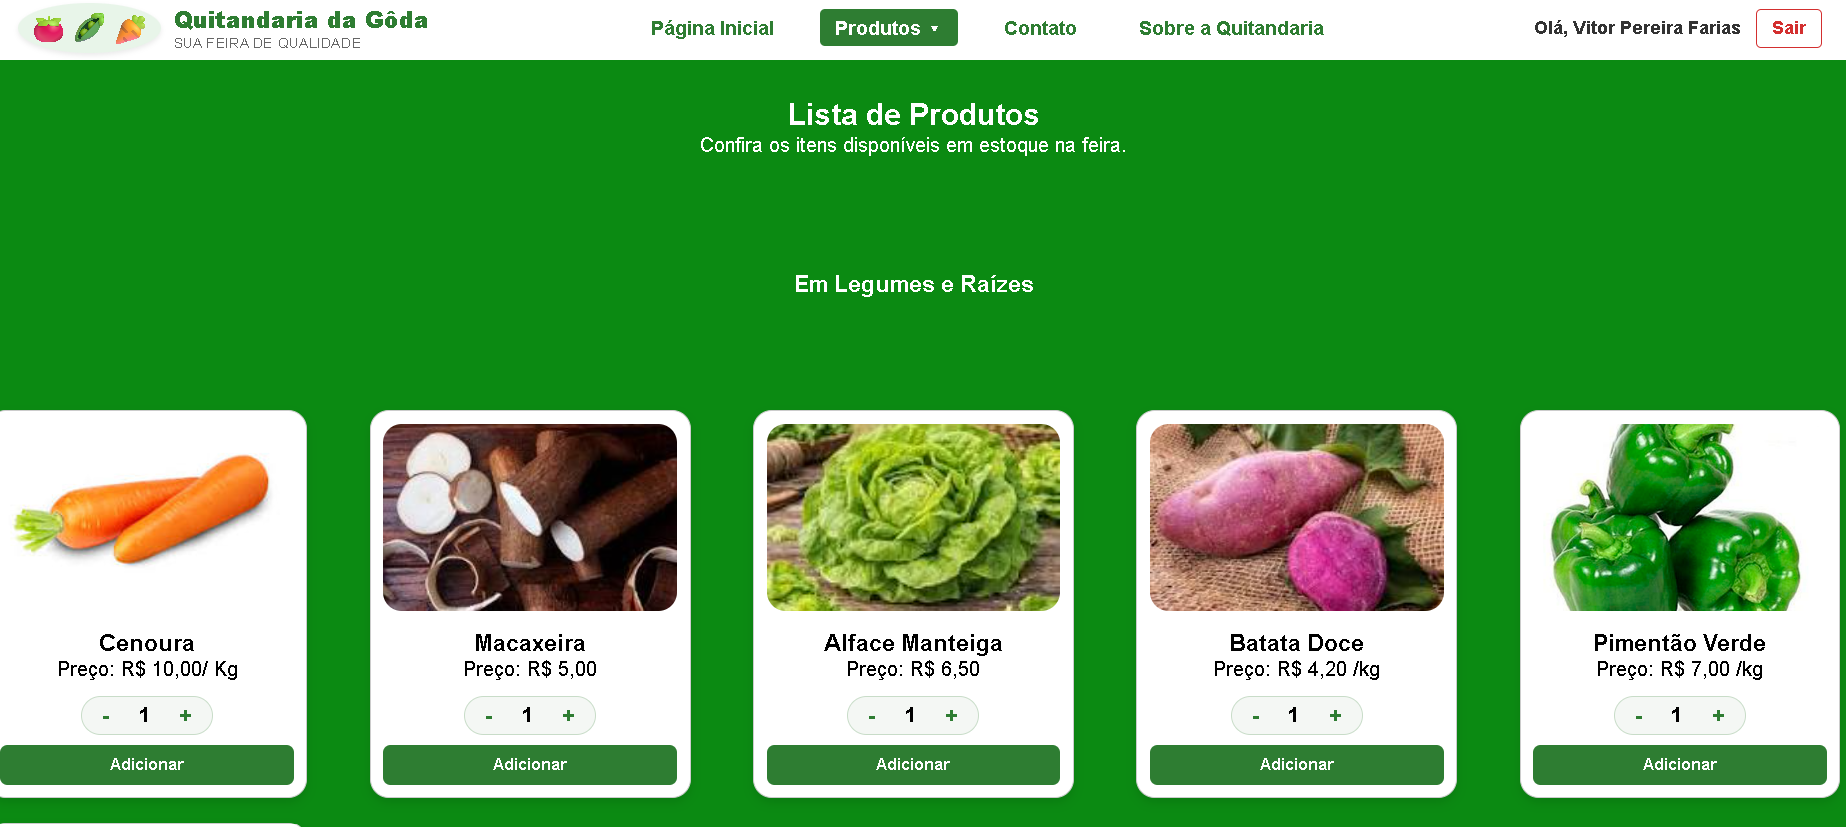 Quitandaria da Gôda
SUA FEIRA DE QUALIDADE
Página Inicial
Produtos ▼
Contato
Sobre a Quitandaria
Olá, Vitor Pereira Farias
Sair
Lista de Produtos
Confira os itens disponíveis em estoque na feira.
Em Legumes e Raízes
Cenoura
Preço: R$ 10,00/ Kg
- 1 +
Adicionar
Macaxeira
Preço: R$ 5,00
- 1 +
Adicionar
Alface Manteiga
Preço: R$ 6,50
- 1 +
Adicionar
Batata Doce
Preço: R$ 4,20 /kg
- 1 +
Adicionar
Pimentão Verde
Preço: R$ 7,00 /kg
- 1 +
Adicionar